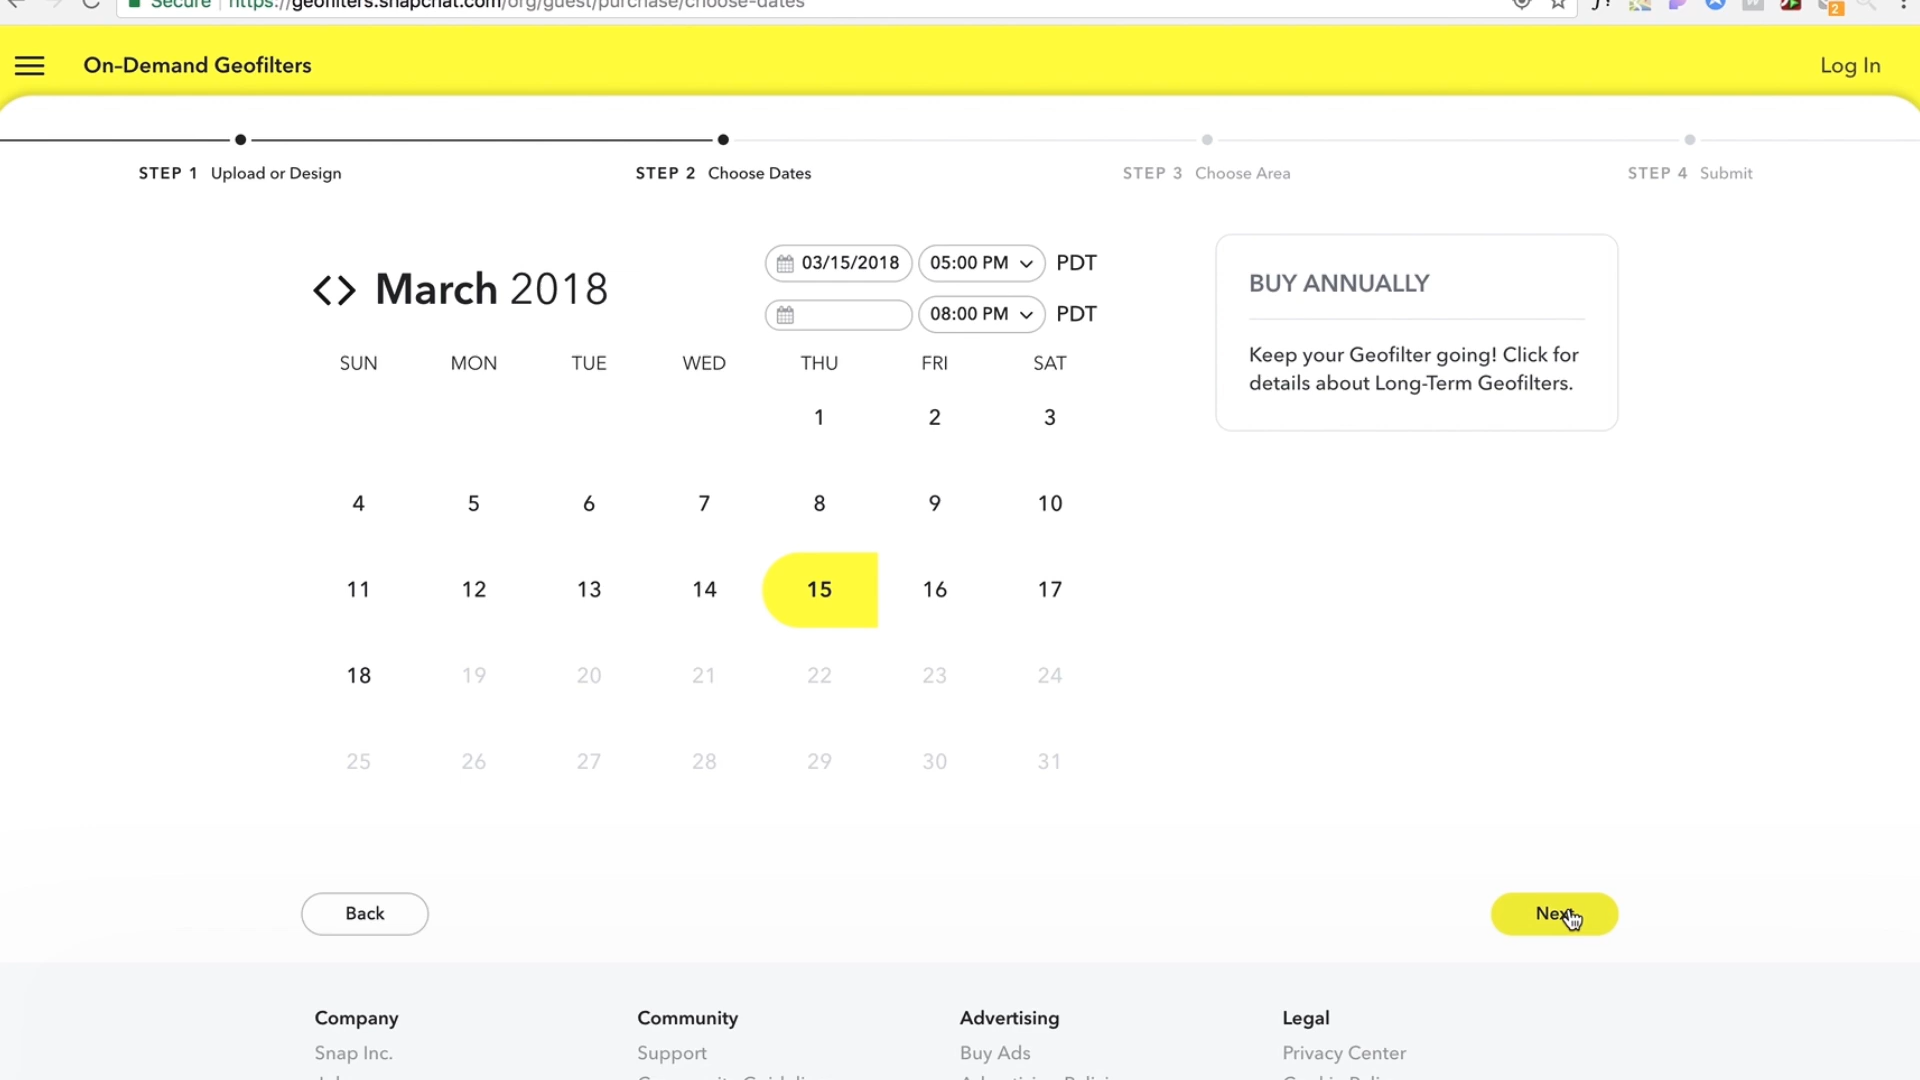 Secure https://geofilters.snapchat.com/org/guest/purchase/choose-dates
On-Demand Geofilters
Log In
STEP 1 Upload or Design
STEP 2 Choose Dates
STEP 3 Choose Area
STEP 4 Submit
March 2018
03/15/2018 05:00 PM PDT
08:00 PM PDT
SUN MON TUE WED THU FRI SAT
1 2 3
4 5 6 7 8 9 10
11 12 13 14 15 16 17
18 19 20 21 22 23 24
25 26 27 28 29 30 31
BUY ANNUALLY
Keep your Geofilter going! Click for
details about Long-Term Geofilters.
Back
Next
Company
Snap Inc.
Community
Support
Advertising
Buy Ads
Legal
Privacy Center